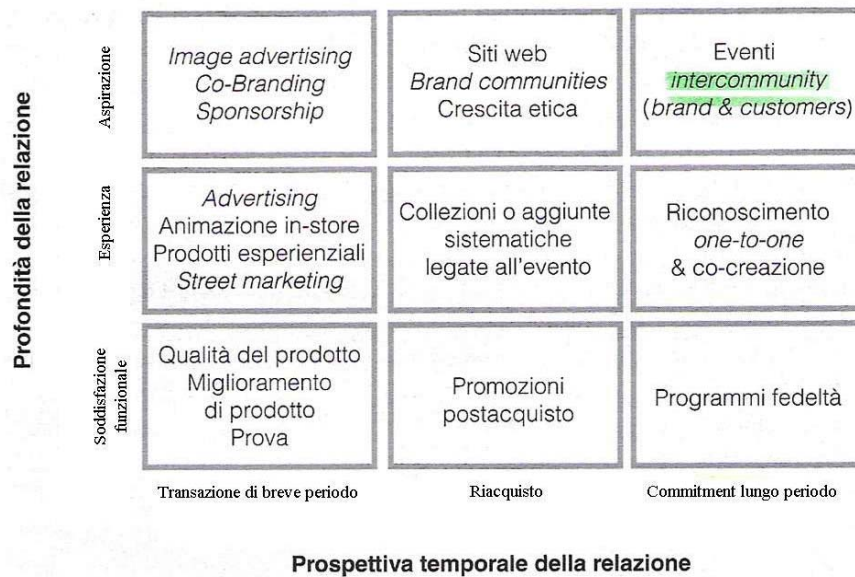 Profondità della relazione
Aspirazione
Image advertising
Co-Branding
Sponsorship
Siti web
Brand communities
Crescita etica
Eventi
intercommunity
(brand & customers)
Esperienza
Advertising
Animazione in-store
Prodotti esperienziali
Street marketing
Collezioni o aggiunte
sistematiche
legate all'evento
Riconoscimento
one-to-one
& co-creazione
Soddisfazione
funzionale
Qualità del prodotto
Miglioramento
di prodotto
Prova
Promozioni
postacquisto
Programmi fedeltà
Transazione di breve periodo
Riacquisto
Commitment lungo periodo
Prospettiva temporale della relazione